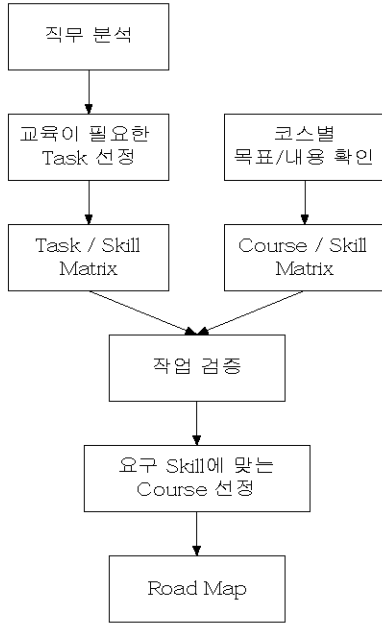 직무 분석
교육이 필요한
Task 선정
코스별
목표/내용 확인
Task / Skill
Matrix
Course / Skill
Matrix
작업 검증
요구 Skill에 맞는
Course 선정
Road Map